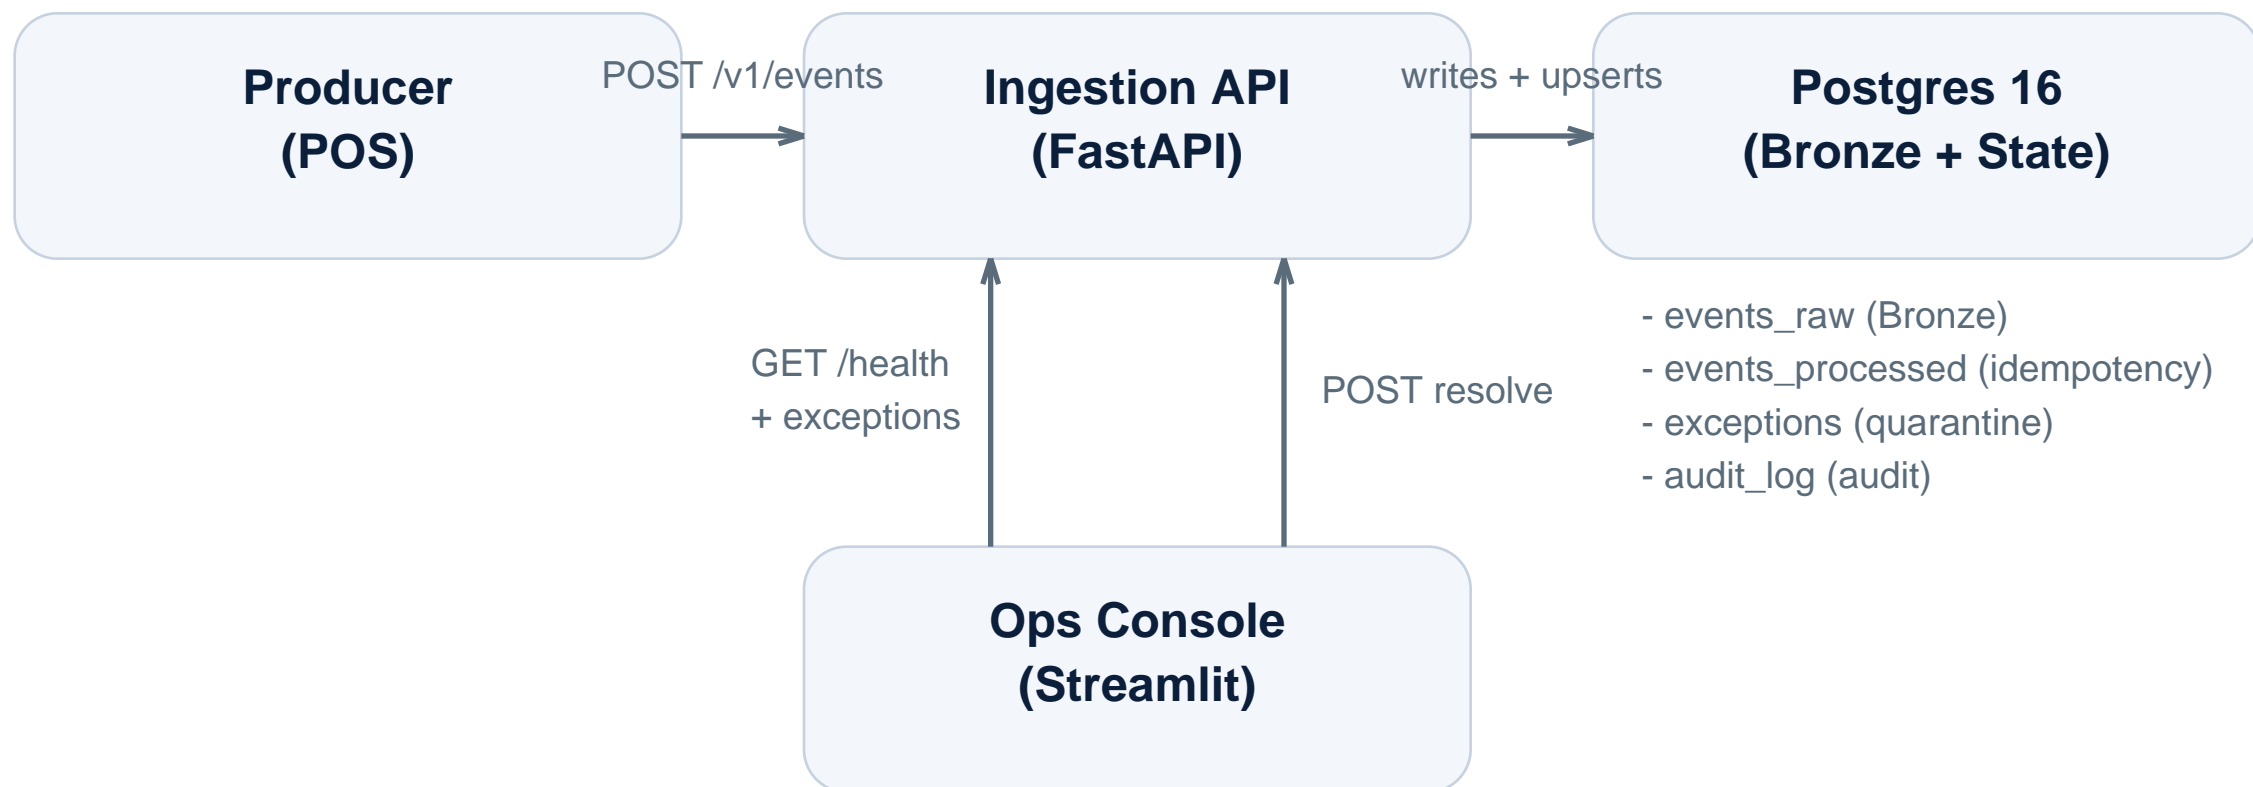 Producer
(POS)
POST /v1/events
Ingestion API
(FastAPI)
writes + upserts
Postgres 16
(Bronze + State)
- events_raw (Bronze)
- events_processed (idempotency)
- exceptions (quarantine)
- audit_log (audit)
GET /health
+ exceptions
POST resolve
Ops Console
(Streamlit)